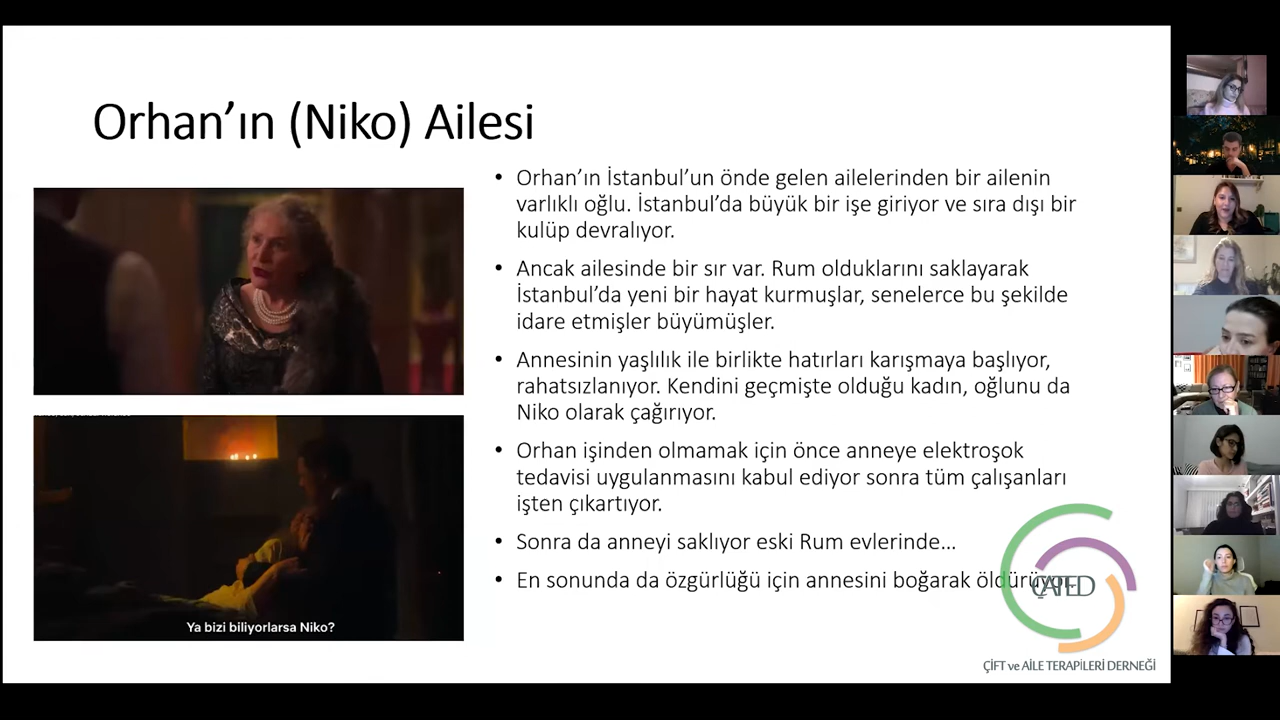 Orhan’ın (Niko) Ailesi
• Orhan’ın İstanbul’un önde gelen ailelerinden bir ailenin
varlıklı oğlu. İstanbul’da büyük bir işe giriyor ve sıra dışı bir
kulüp devralıyor.
• Ancak ailesinde bir sır var. Rum olduklarını saklayarak
İstanbul’da yeni bir hayat kurmuşlar, senelerce bu şekilde
idare etmişler büyümüşler.
• Annesinin yaşlılık ile birlikte hatırları karışmaya başlıyor,
rahatsızlanıyor. Kendini geçmişte olduğu kadın, oğlunu da
Niko olarak çağırıyor.
• Orhan işinden olmamak için önce anneye elektroşok
tedavisi uygulanmasını kabul ediyor sonra tüm çalışanları
işten çıkartıyor.
• Sonra da anneyi saklıyor eski Rum evlerinde…
• En sonunda da özgürlüğü için annesini boğarak
Ya bizi biliyorlarsa Niko?
ÇATED
ÇİFT ve AİLE TERAPİLERİ DERNEĞİ